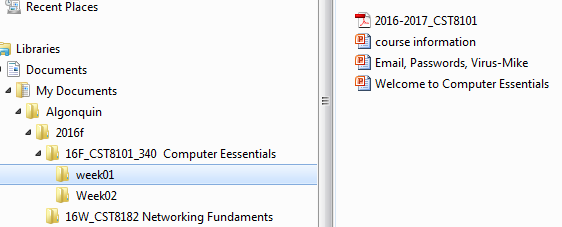 Recent Places
Libraries
Documents
My Documents
Algonquin
2016f
16F_CST8101_340  Computer Eessentials
week01
Week02
16W_CST8182 Networking Fundaments
2016-2017_CST8101
course information
Email, Passwords, Virus-Mike
Welcome to Computer Essentials